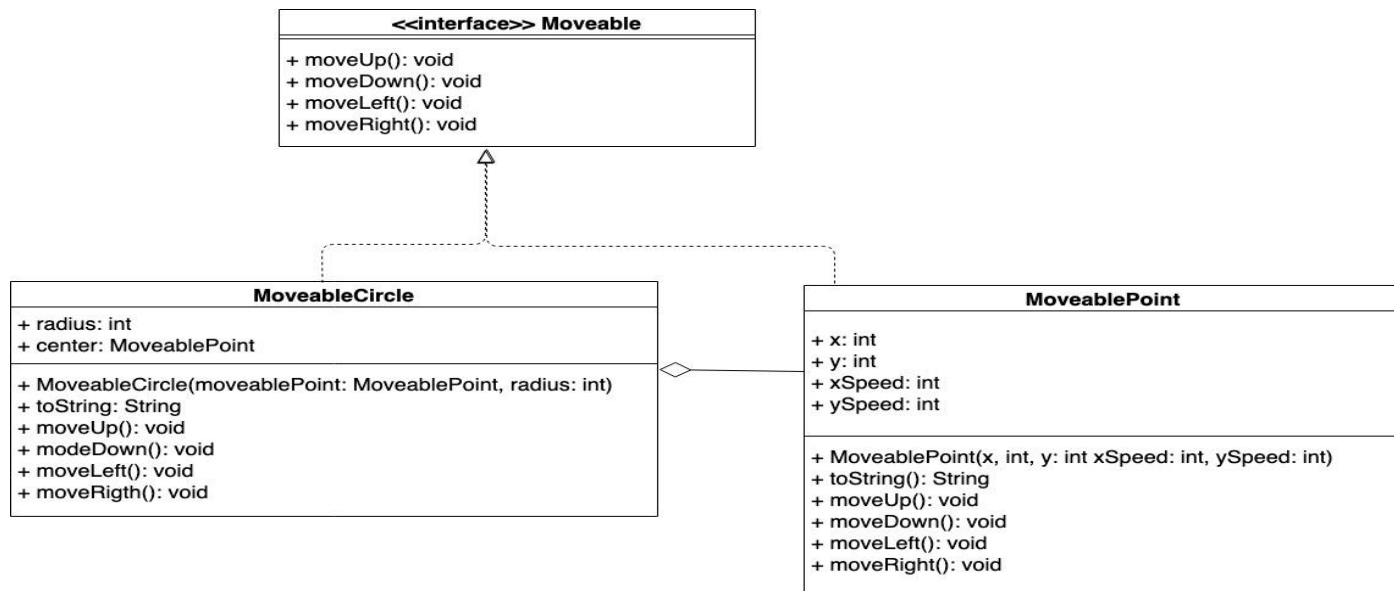 <<interface>> Moveable
+ moveUp(): void
+ moveDown(): void
+ moveLeft(): void
+ moveRight(): void
MoveableCircle
+ radius: int
+ center: MoveablePoint
+ MoveableCircle(moveablePoint: MoveablePoint, radius: int)
+ toString: String
+ moveUp(): void
+ modeDown(): void
+ moveLeft(): void
+ moveRigth(): void
MoveablePoint
+ x: int
+ y: int
+ xSpeed: int
+ ySpeed: int
+ MoveablePoint(x, int, y: int xSpeed: int, ySpeed: int)
+ toString(): String
+ moveUp(): void
+ moveDown(): void
+ moveLeft(): void
+ moveRight(): void